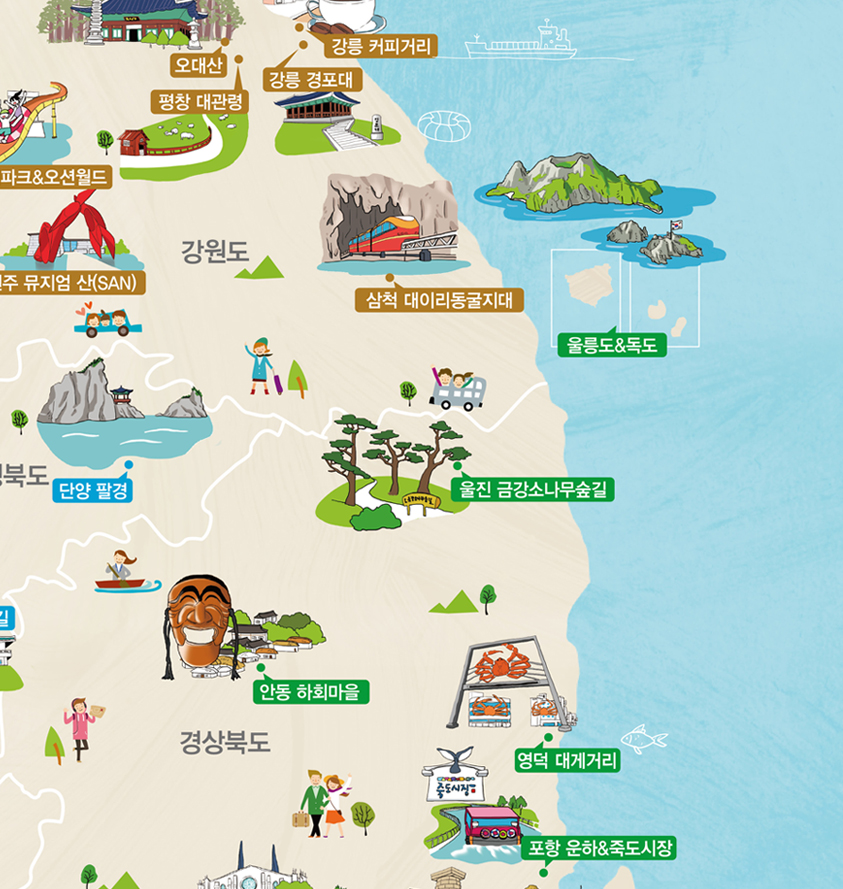 강릉 커피거리
오대산
강릉 경포대
평창 대관령
파크&오션월드
강원도
주 뮤지엄 산(SAN)
삼척 대이리동굴지대
울릉도&독도
북도
단양 팔경
울진 금강소나무숲길
길
안동 하회마을
경상북도
영덕 대게거리
죽도시장
포항 운하&죽도시장